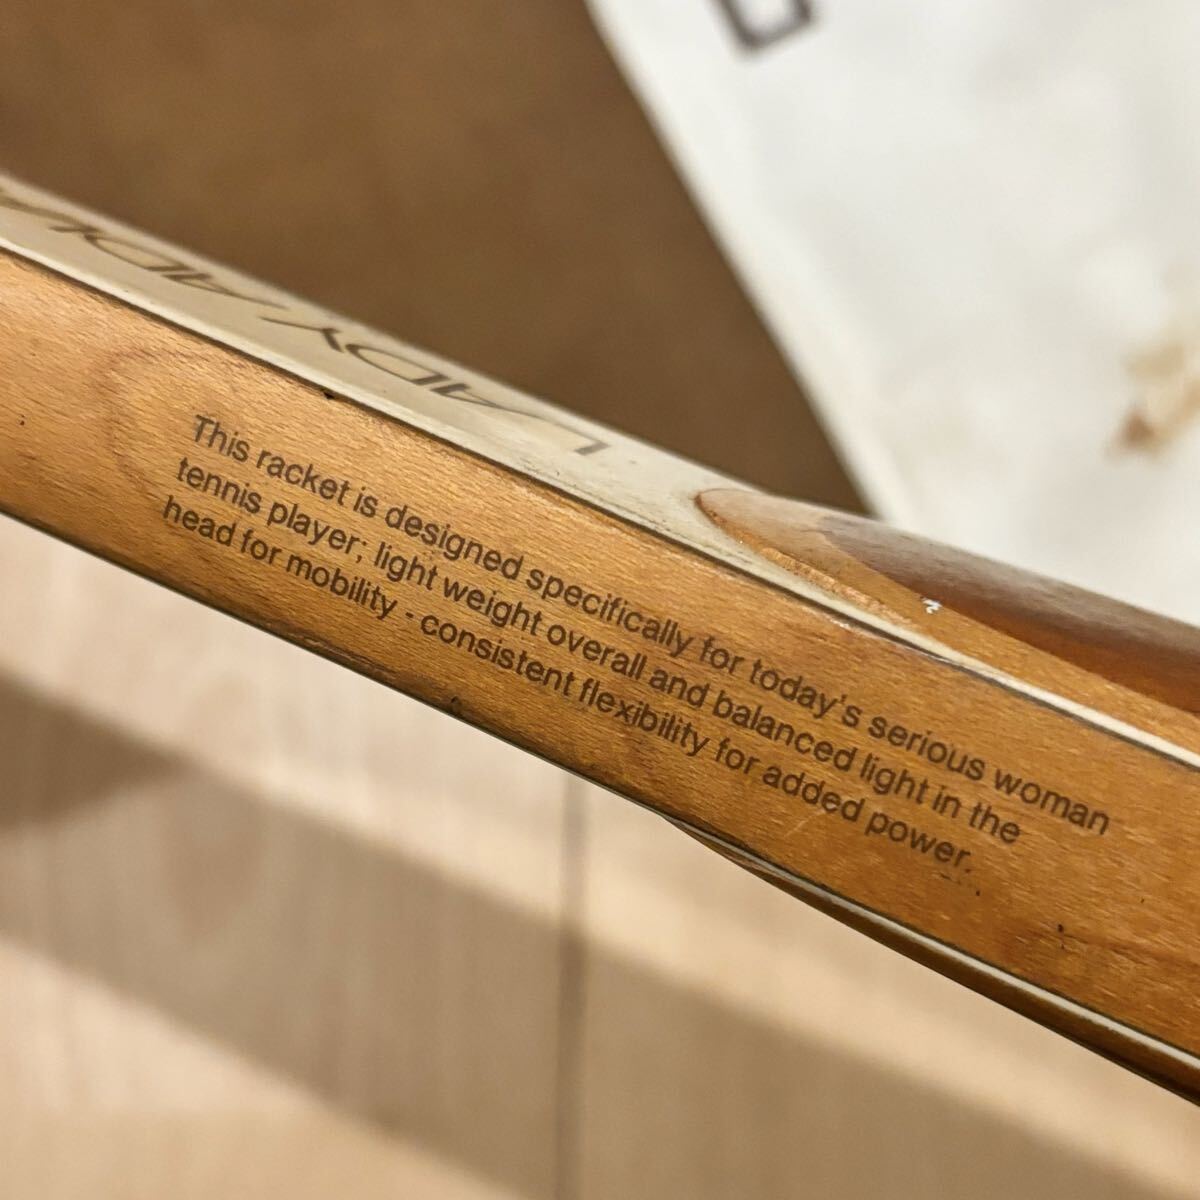 This racket is designed specifically for today's serious woman
tennis player; light weight overall and balanced light in the
head for mobility - consistent flexibility for added power.
LADY